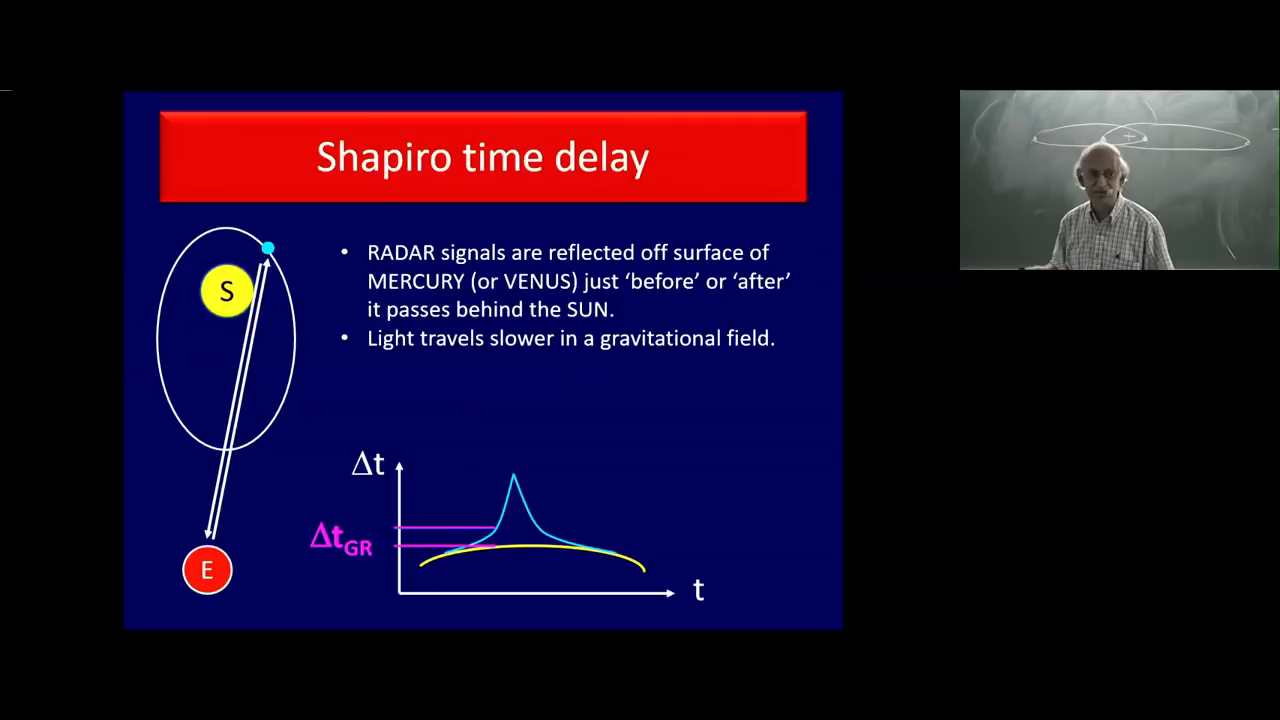 Shapiro time delay
S
E
• RADAR signals are reflected off surface of
MERCURY (or VENUS) just ‘before’ or ‘after’
it passes behind the SUN.
• Light travels slower in a gravitational field.
Δt
ΔtGR
t